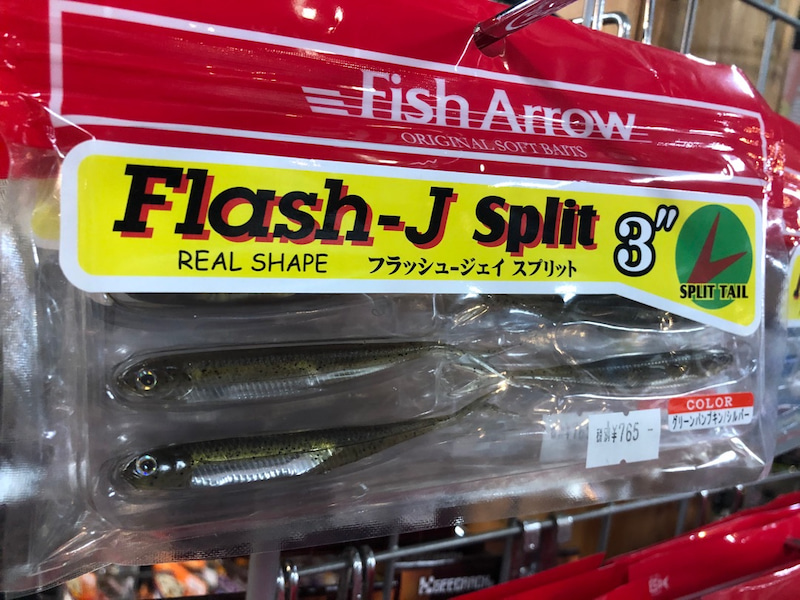 Fish Arrow
ORIGINAL SOFT BAITS
Flash-J Split 3"
REAL SHAPE フラッシュ-ジェイ スプリット
SPLIT TAIL
COLOR
グリーンパンプキン/シルバー
¥765